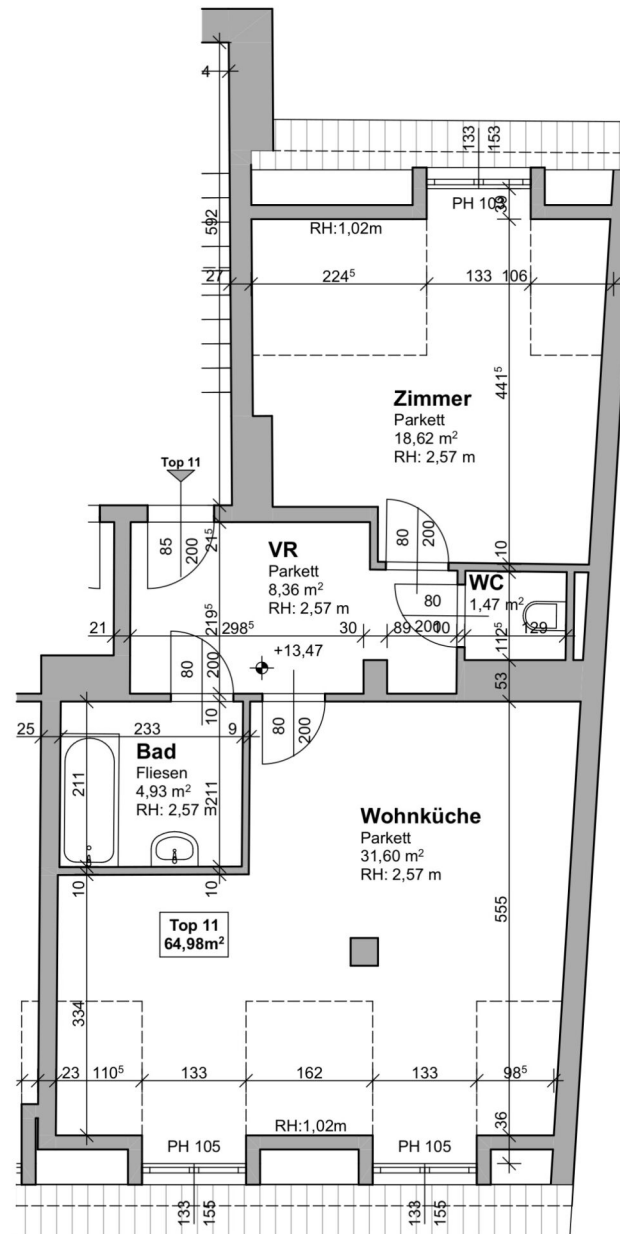 4
133
153
592
PH 103
39
RH:1,02m
27
224⁵
133
106
441⁵
Zimmer
Parkett
18,62 m²
RH: 2,57 m
Top 11
85
200
21⁵
80
200
10
VR
Parkett
8,36 m²
RH: 2,57 m
WC
1,47 m²
80
200
21
219⁵
298⁵
30
89
10
112⁵
129
+13,47
80
200
53
10
80
200
25
233
9
Bad
Fliesen
4,93 m²
RH: 2,57 m
211
211
Wohnküche
Parkett
31,60 m²
RH: 2,57 m
10
10
555
Top 11
64,98m²
334
23
110⁵
133
162
133
98⁵
36
RH:1,02m
PH 105
PH 105
133
155
133
155